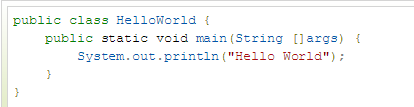 public class HelloWorld {
    public static void main(String []args) {
        System.out.println("Hello World");
    }
}